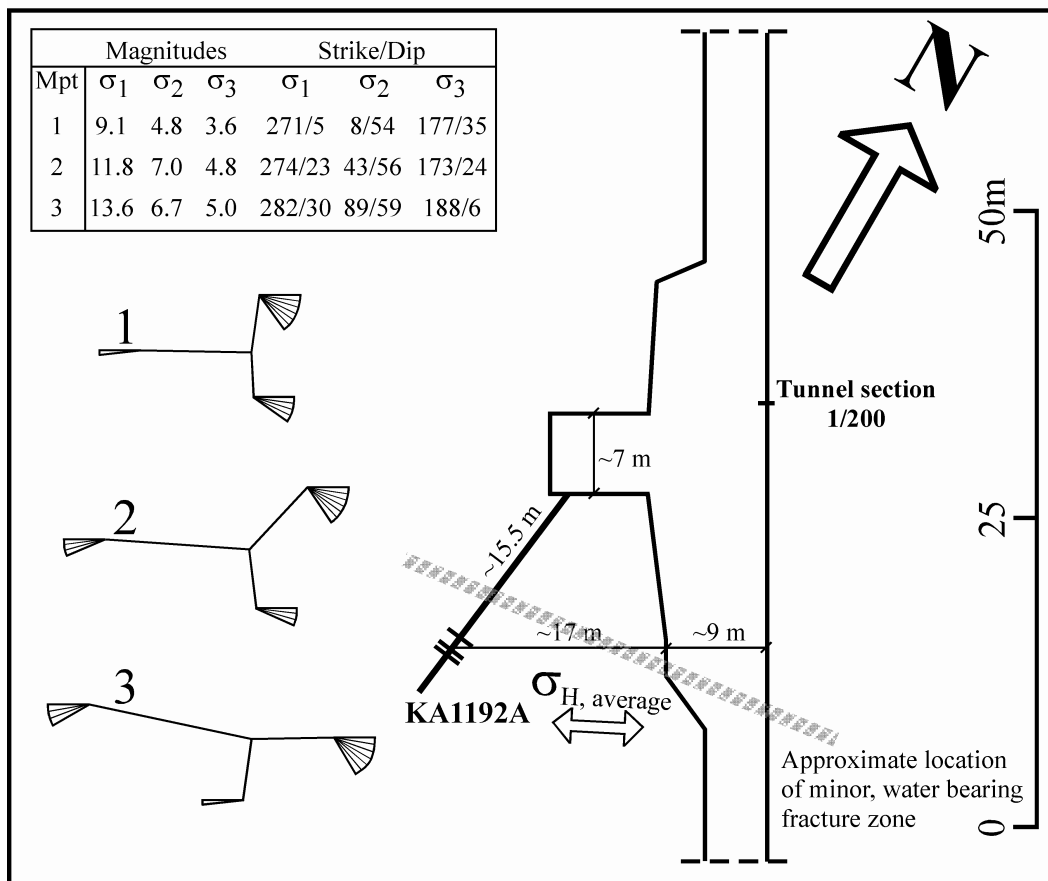 Magnitudes Strike/Dip
Mpt σ1 σ2 σ3 σ1 σ2 σ3
1 9.1 4.8 3.6 271/5 8/54 177/35
2 11.8 7.0 4.8 274/23 43/56 173/24
3 13.6 6.7 5.0 282/30 89/59 188/6
N
50m
1
Tunnel section
1/200
~7 m
2
~15.5 m
25
~17 m
~9 m
3
σH, average
KA1192A
Approximate location
of minor, water bearing
fracture zone
0